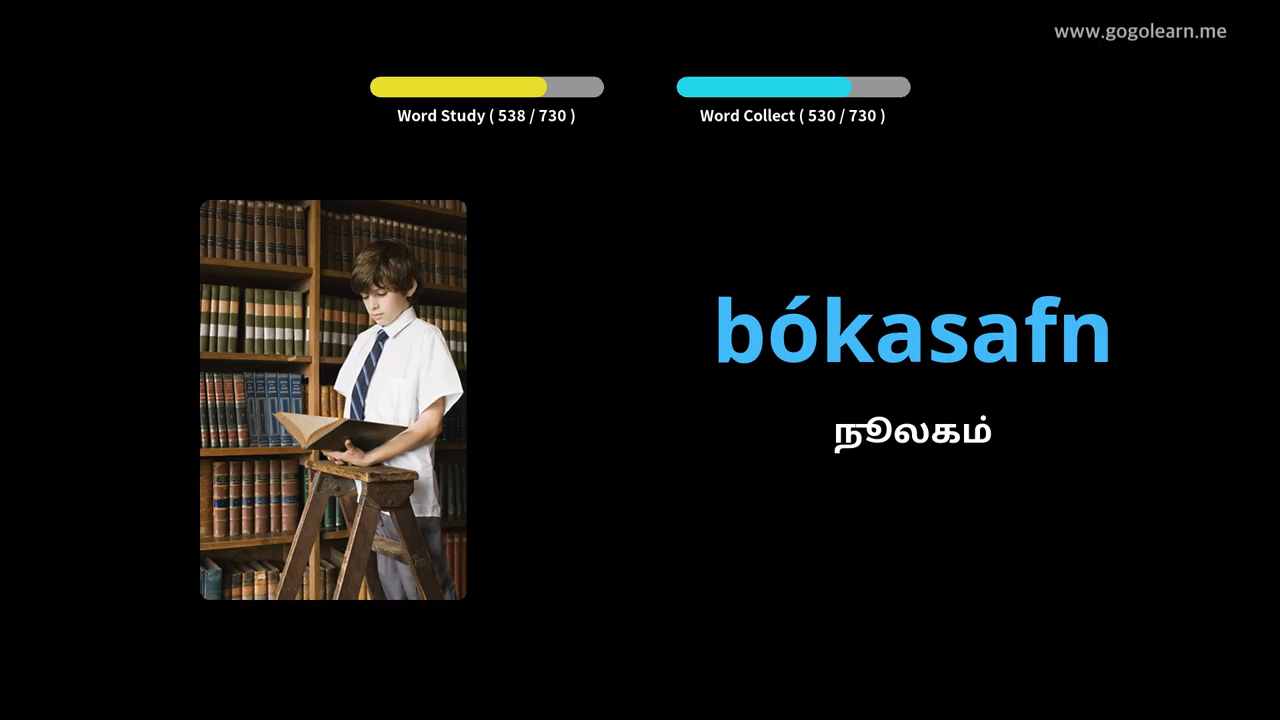 www.gogolearn.me
Word Study ( 538 / 730 )
Word Collect ( 530 / 730 )
bókasafn
நூலகம்